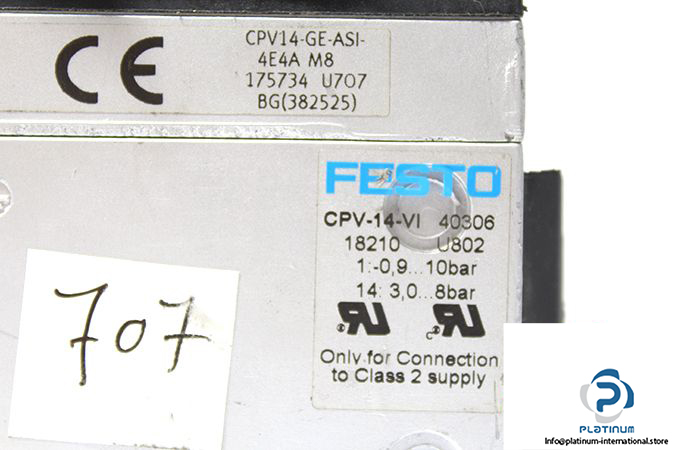 CE
CPV14-GE-ASI-
4E4A M8
175734 U707
BG(382525)
FESTO
CPV-14-VI 40306
18210 U802
1:-0,9...10bar
14: 3,0...8bar
Only for Connection
to Class 2 supply
707
PLATINUM
info@platinum-international.store